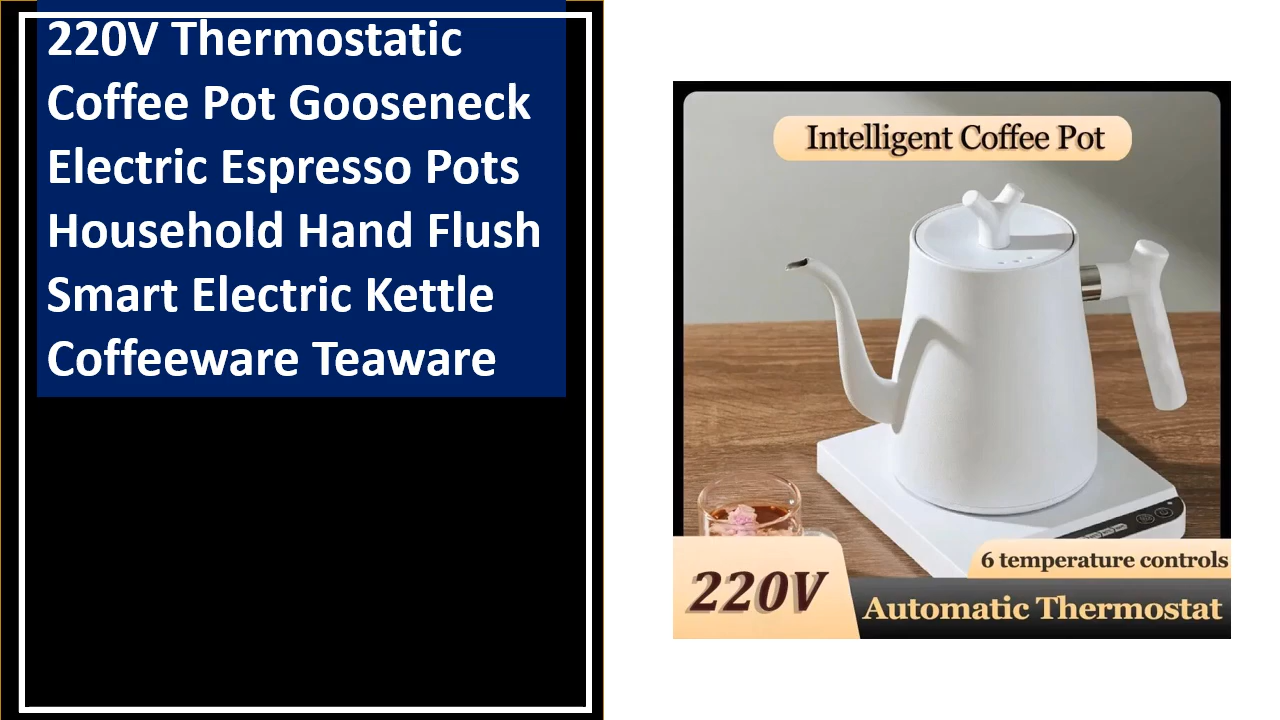 220V Thermostatic
Coffee Pot Gooseneck
Electric Espresso Pots
Household Hand Flush
Smart Electric Kettle
Coffeeware Teaware
Intelligent Coffee Pot
6 temperature controls
220V
Automatic Thermostat